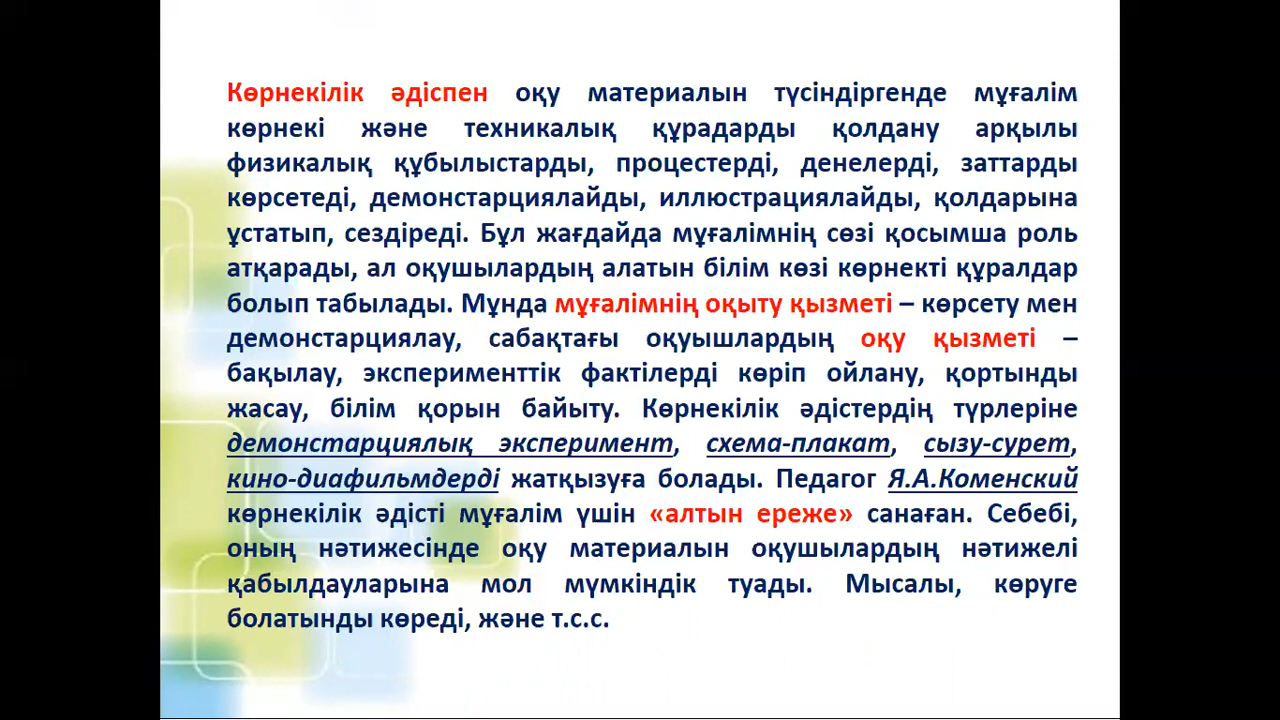 Көрнекілік әдіспен оқу материалын түсіндіргенде мұғалім
көрнекі және техникалық құрадарды қолдану арқылы
физикалық құбылыстарды, процестерді, денелерді, заттарды
көрсетеді, демонстарциялайды, иллюстрациялайды, қолдарына
ұстатып, сездіреді. Бұл жағдайда мұғалімнің сөзі қосымша роль
атқарады, ал оқушылардың алатын білім көзі көрнекті құралдар
болып табылады. Мұнда мұғалімнің оқыту қызметі – көрсету мен
демонстарциялау, сабақтағы оқуышлардың оқу қызметі –
бақылау, эксперименттік фактілерді көріп ойлану, қортынды
жасау, білім қорын байыту. Көрнекілік әдістердің түрлеріне
демонстарциялық эксперимент, схема-плакат, сызу-сурет,
кино-диафильмдерді жатқызуға болады. Педагог Я.А.Коменский
көрнекілік әдісті мұғалім үшін «алтын ереже» санаған. Себебі,
оның нәтижесінде оқу материалын оқушылардың нәтижелі
қабылдауларына мол мүмкіндік туады. Мысалы, көруге
болатынды көреді, және т.с.с.